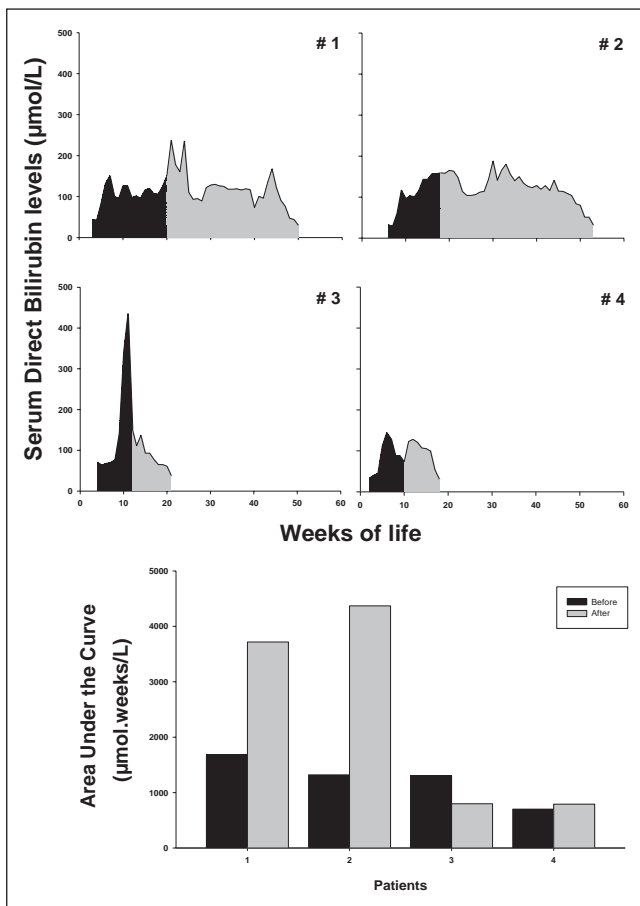 Serum Direct Bilirubin levels (µmol/L)
# 1
500
400
300
200
100
0
# 2
# 3
500
400
300
200
100
0
0 10 20 30 40 50 60
# 4
0 10 20 30 40 50 60
Weeks of life
Area Under the Curve
(µmol.weeks/L)
5000
4000
3000
2000
1000
0
Before
After
1 2 3 4
Patients